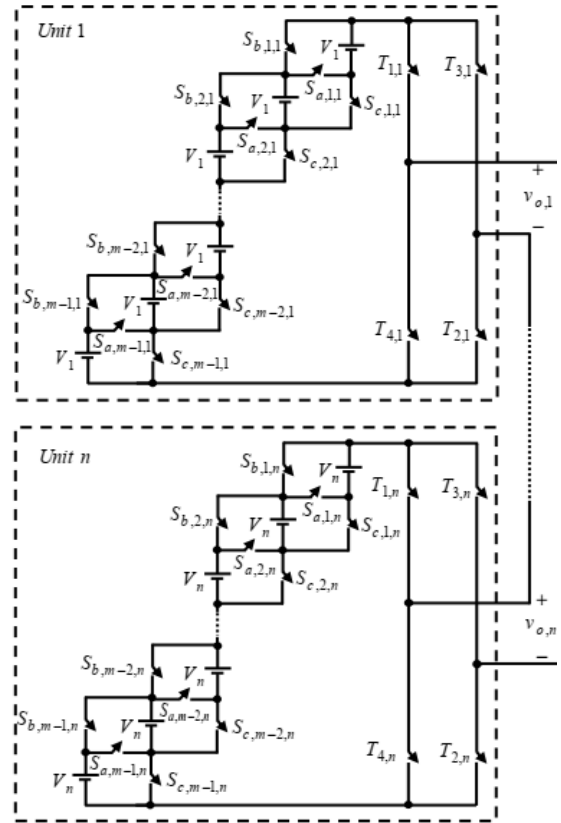 Unit 1
S_{b,1,1}
V_1
T_{1,1}
T_{3,1}
S_{b,2,1}
V_1
S_{a,1,1}
S_{c,1,1}
V_1
S_{a,2,1}
S_{c,2,1}
+
v_{o,1}
−
S_{b,m-2,1}
V_1
S_{b,m-1,1}
V_1
S_{a,m-2,1}
S_{c,m-2,1}
T_{4,1}
T_{2,1}
V_1
S_{a,m-1,1}
S_{c,m-1,1}
Unit n
S_{b,1,n}
V_n
T_{1,n}
T_{3,n}
S_{b,2,n}
V_n
S_{a,1,n}
S_{c,1,n}
V_n
S_{a,2,n}
S_{c,2,n}
+
v_{o,n}
−
S_{b,m-2,n}
V_n
S_{b,m-1,n}
V_n
S_{a,m-2,n}
S_{c,m-2,n}
T_{4,n}
T_{2,n}
V_n
S_{a,m-1,n}
S_{c,m-1,n}